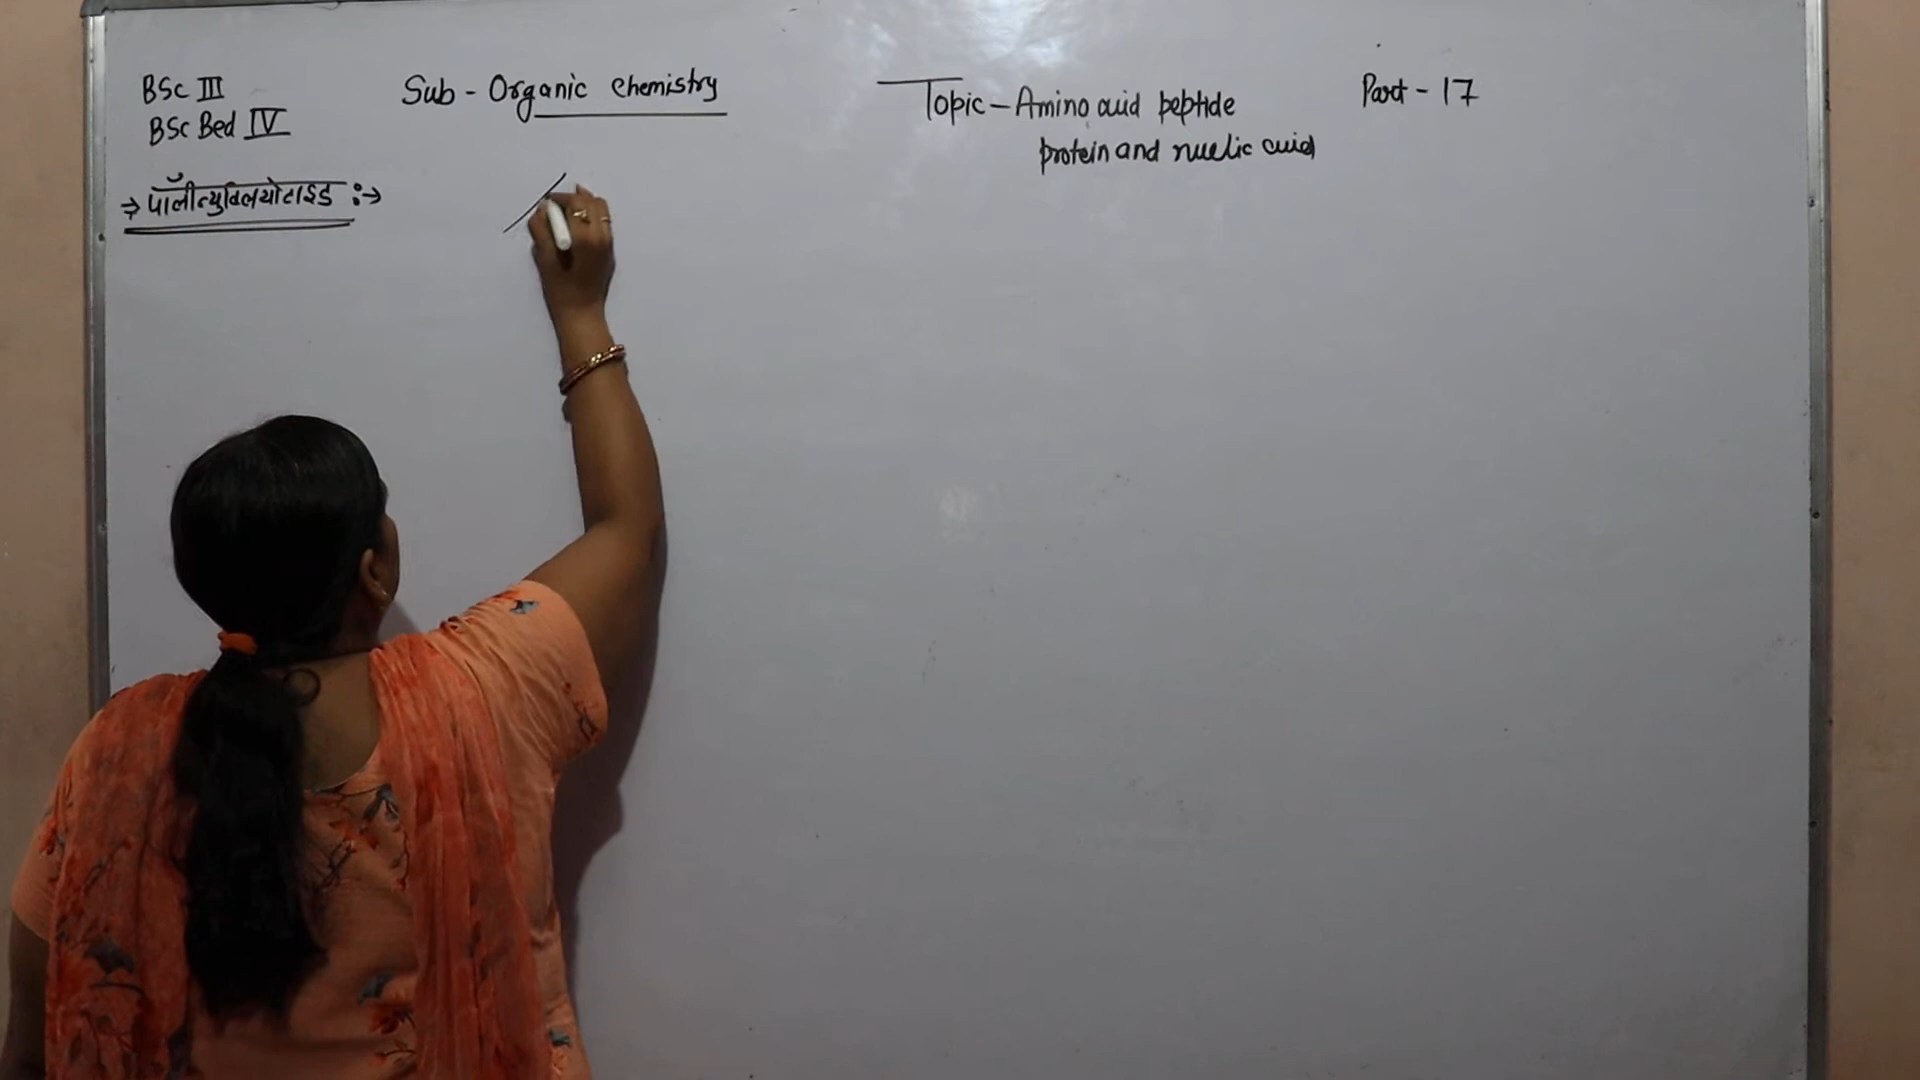 BSc III
BSc Bed IV
Sub - Organic Chemistry
Topic - Amino acid peptide
protein and nuclic acid
Part - 17
⇒ पॉलीन्युक्लियोटाइड :→